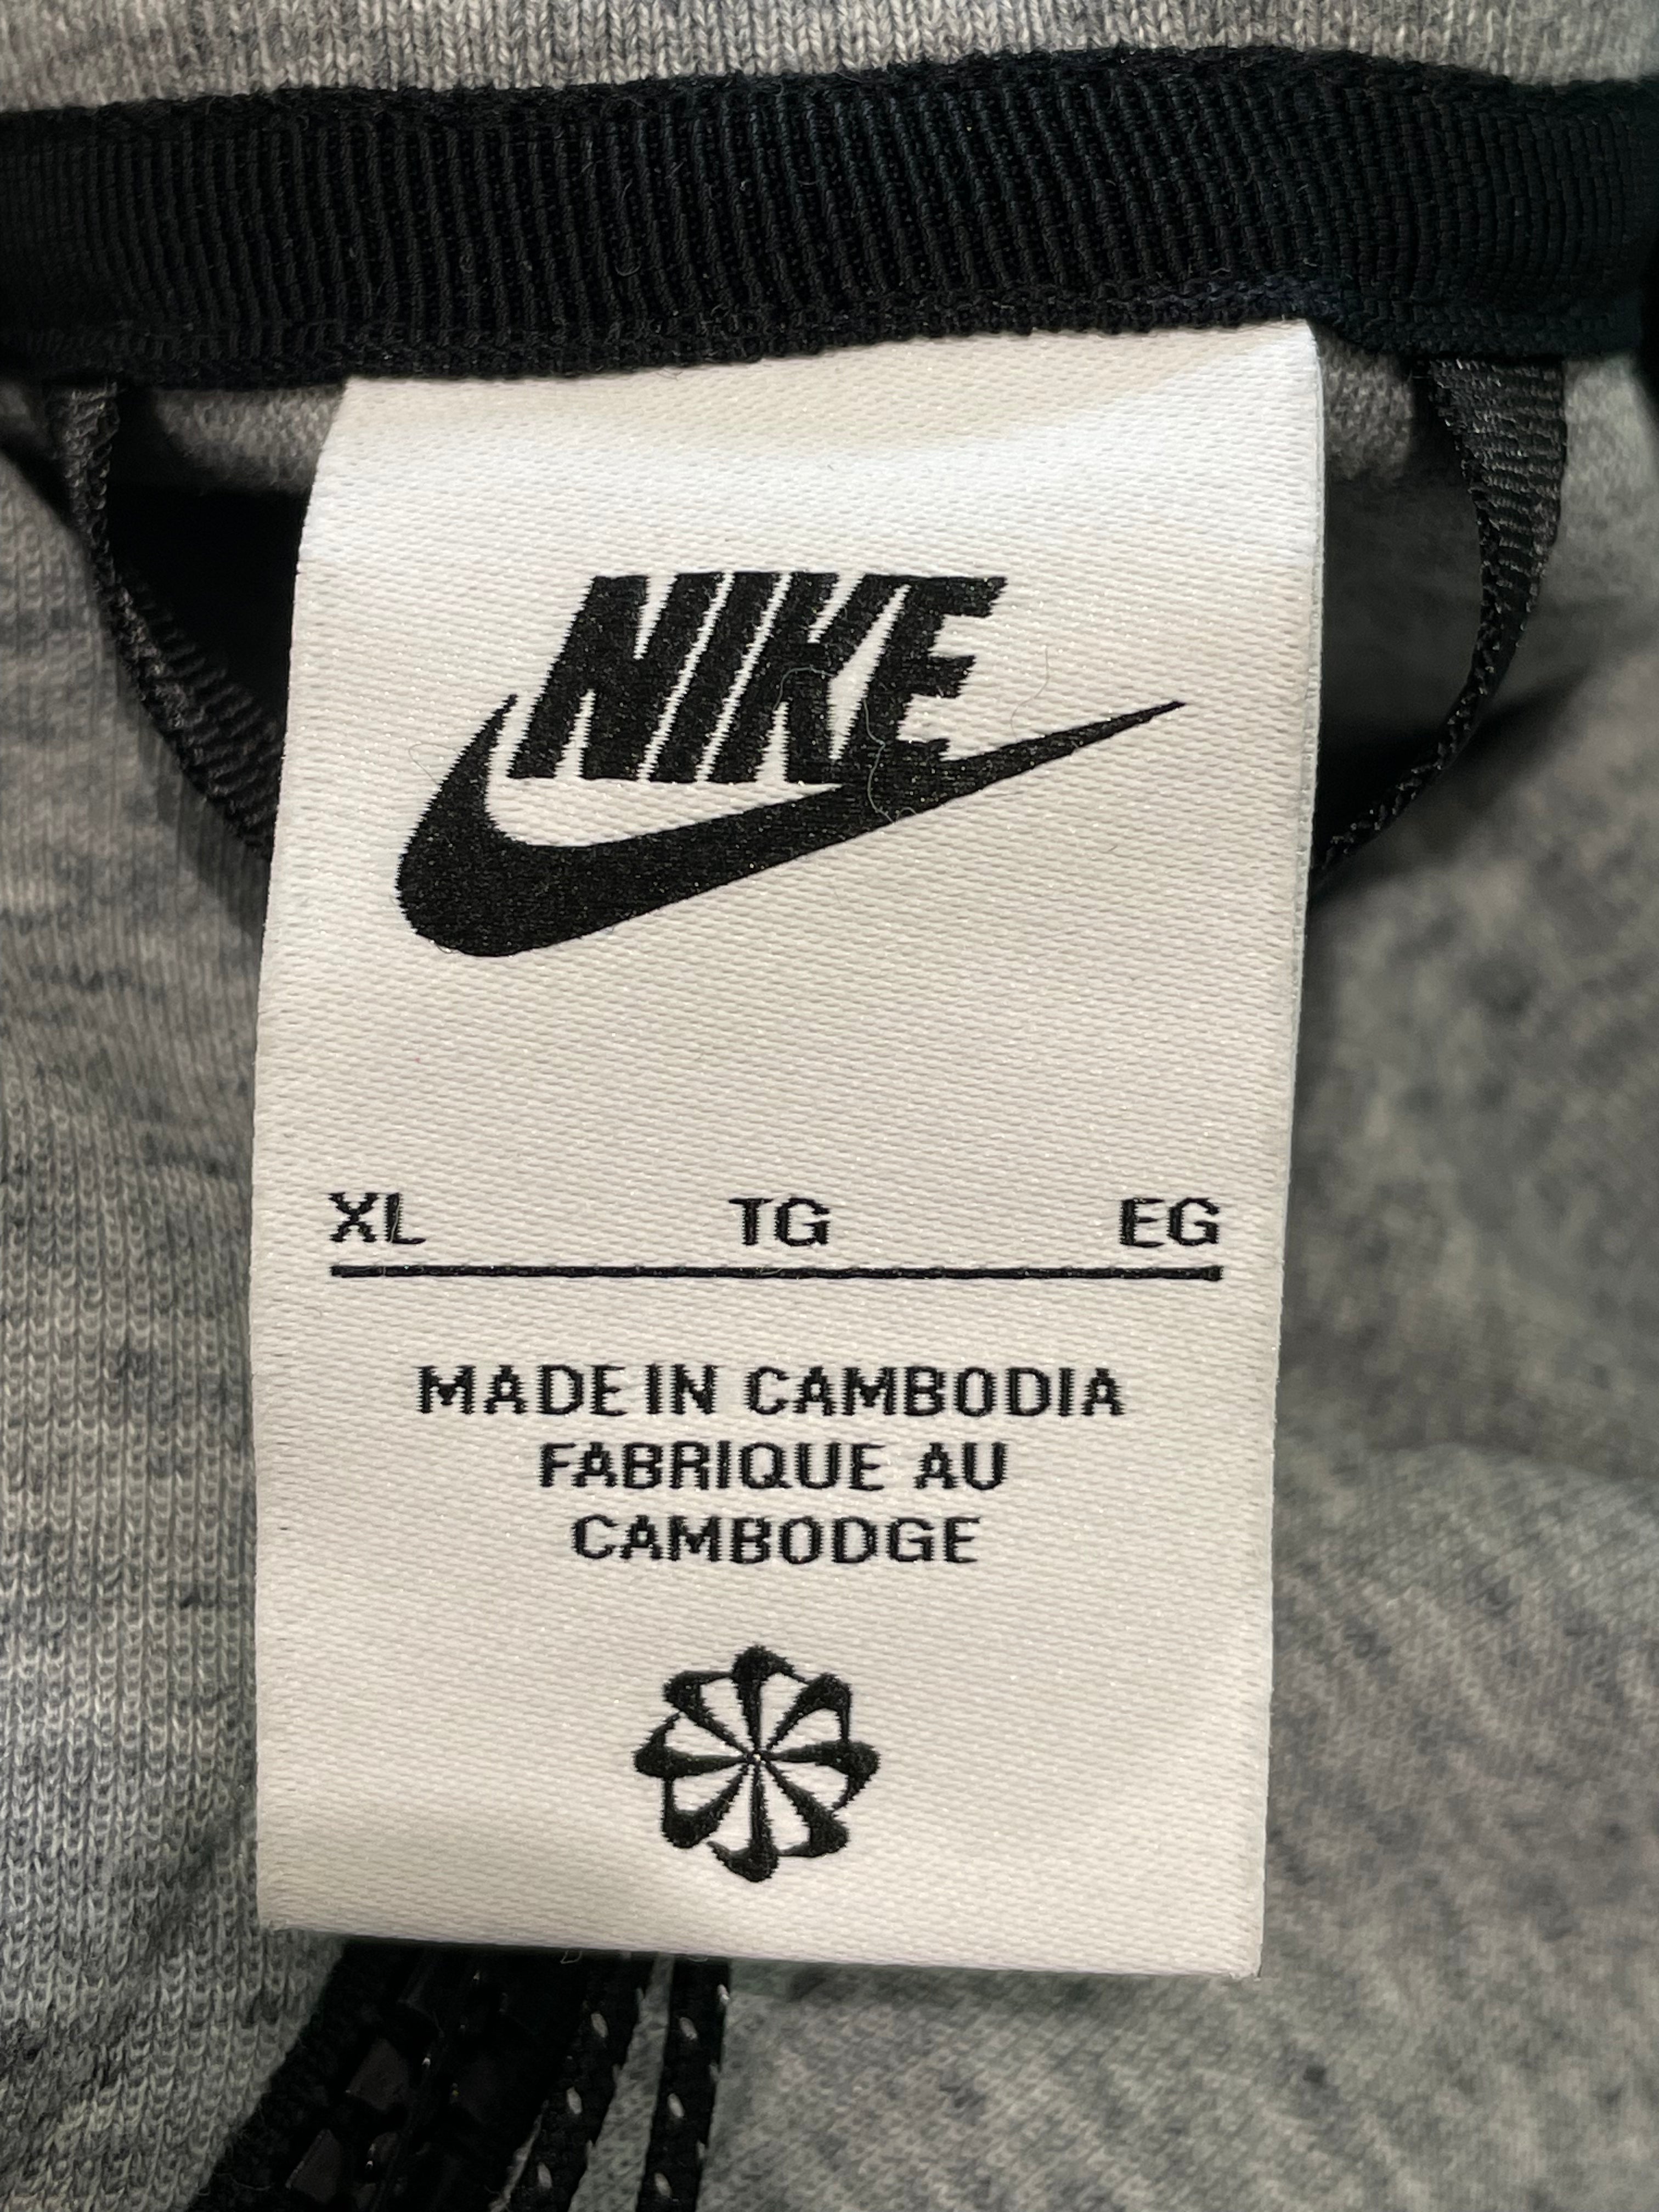 NIKE
XL TG EG
MADE IN CAMBODIA
FABRIQUE AU
CAMBODGE